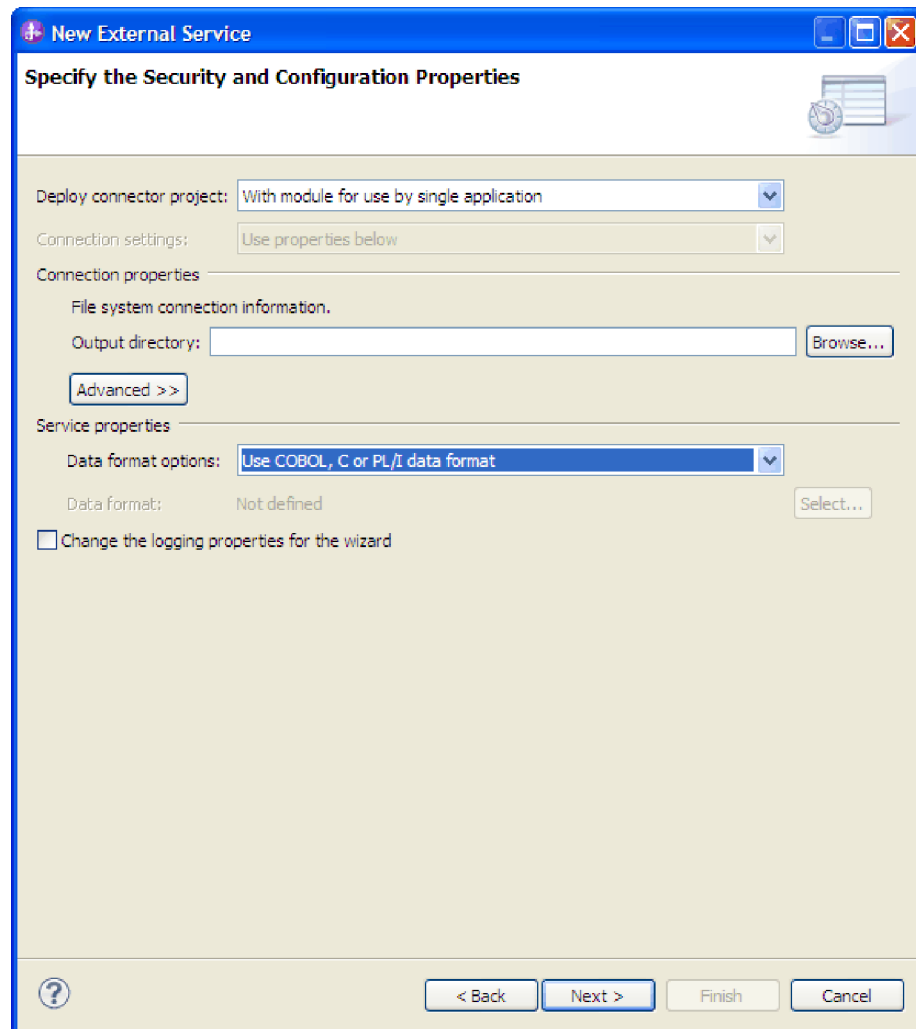 New External Service
Specify the Security and Configuration Properties
Deploy connector project: With module for use by single application
Connection settings: Use properties below
Connection properties
File system connection information.
Output directory: Browse...
Advanced >>
Service properties
Data format options: Use COBOL, C or PL/I data format
Data format: Not defined Select...
Change the logging properties for the wizard
? < Back Next > Finish Cancel